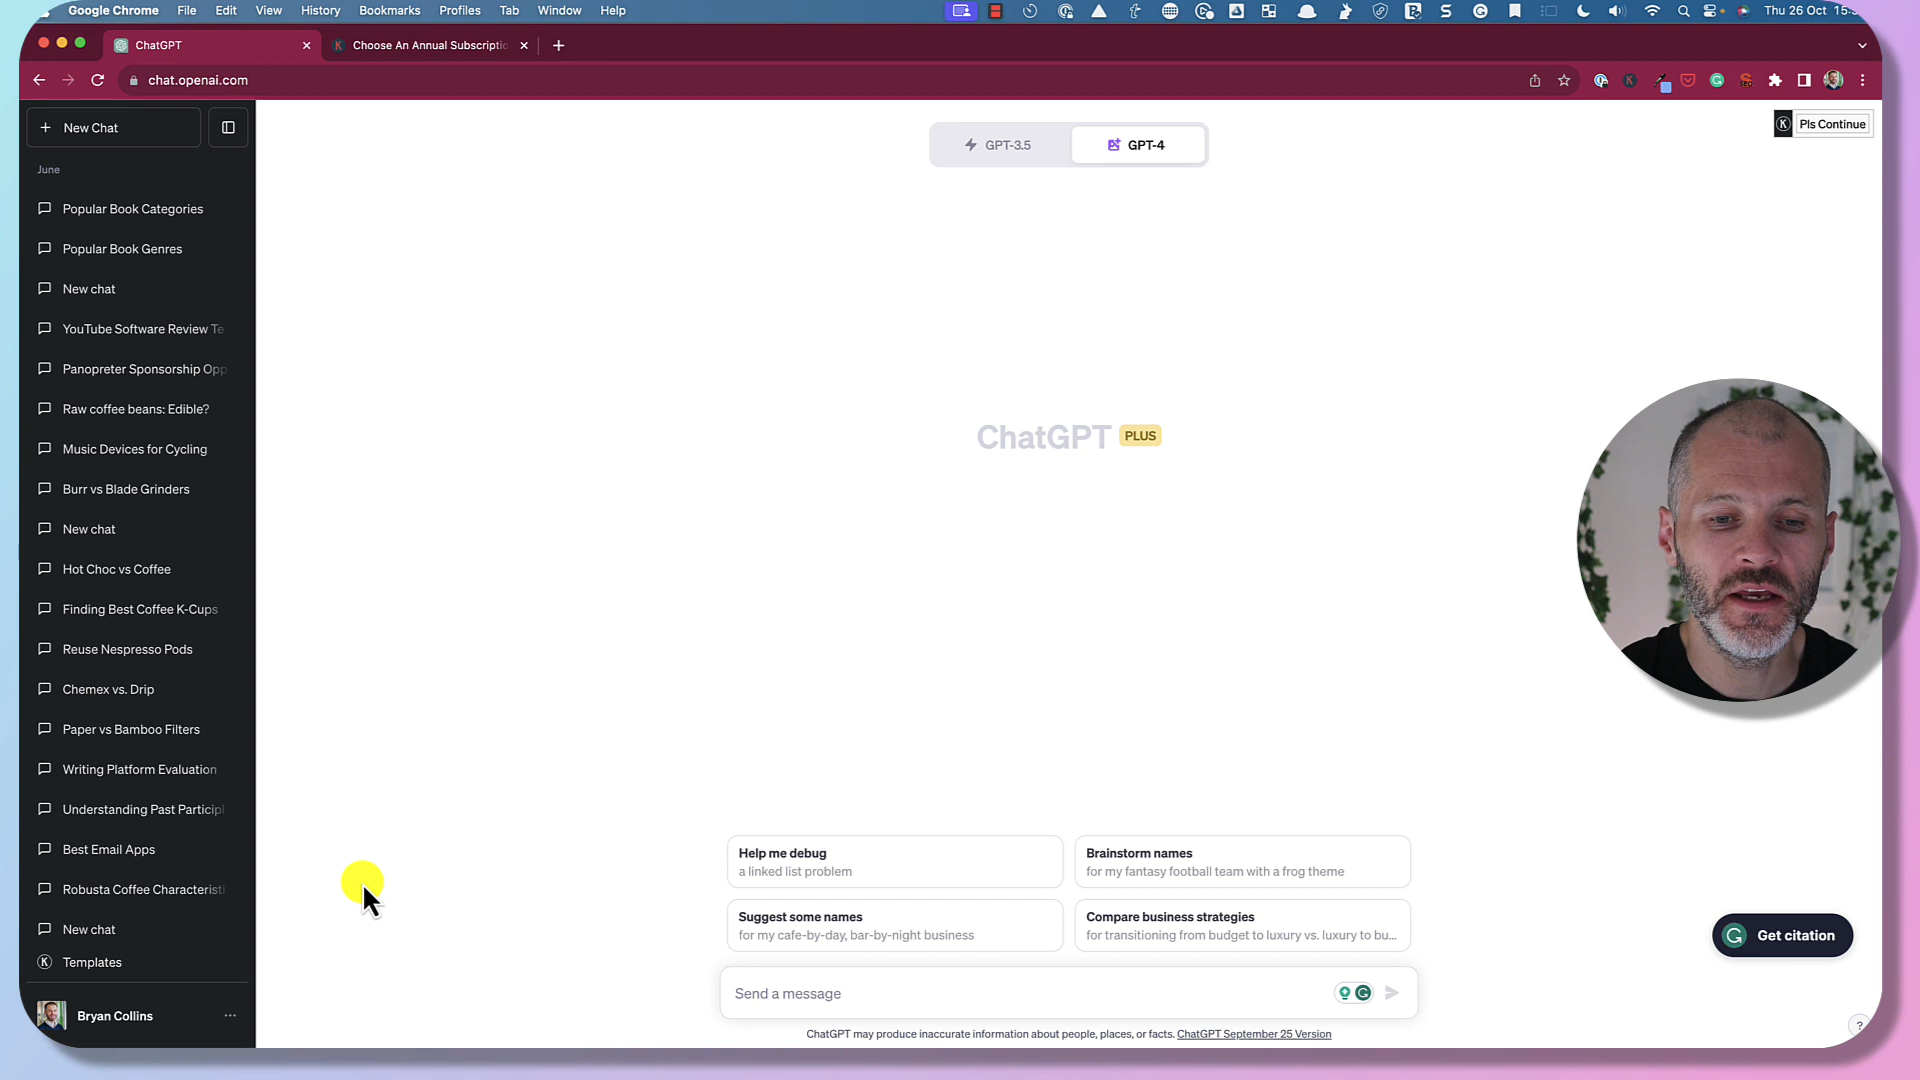 Google Chrome File Edit View History Bookmarks Profiles Tab Window Help Thu 26 Oct
ChatGPT
Choose An Annual Subscriptio
chat.openai.com
New Chat
June
Popular Book Categories
Popular Book Genres
New chat
YouTube Software Review Te
Panopreter Sponsorship Opp
Raw coffee beans: Edible?
Music Devices for Cycling
Burr vs Blade Grinders
New chat
Hot Choc vs Coffee
Finding Best Coffee K-Cups
Reuse Nespresso Pods
Chemex vs. Drip
Paper vs Bamboo Filters
Writing Platform Evaluation
Understanding Past Particip
Best Email Apps
Robusta Coffee Characteristi
New chat
Templates
Bryan Collins
GPT-3.5
GPT-4
Pls Continue
ChatGPT PLUS
Help me debug
a linked list problem
Brainstorm names
for my fantasy football team with a frog theme
Suggest some names
for my cafe-by-day, bar-by-night business
Compare business strategies
for transitioning from budget to luxury vs. luxury to bu...
Get citation
Send a message
ChatGPT may produce inaccurate information about people, places, or facts. ChatGPT September 25 Version
?